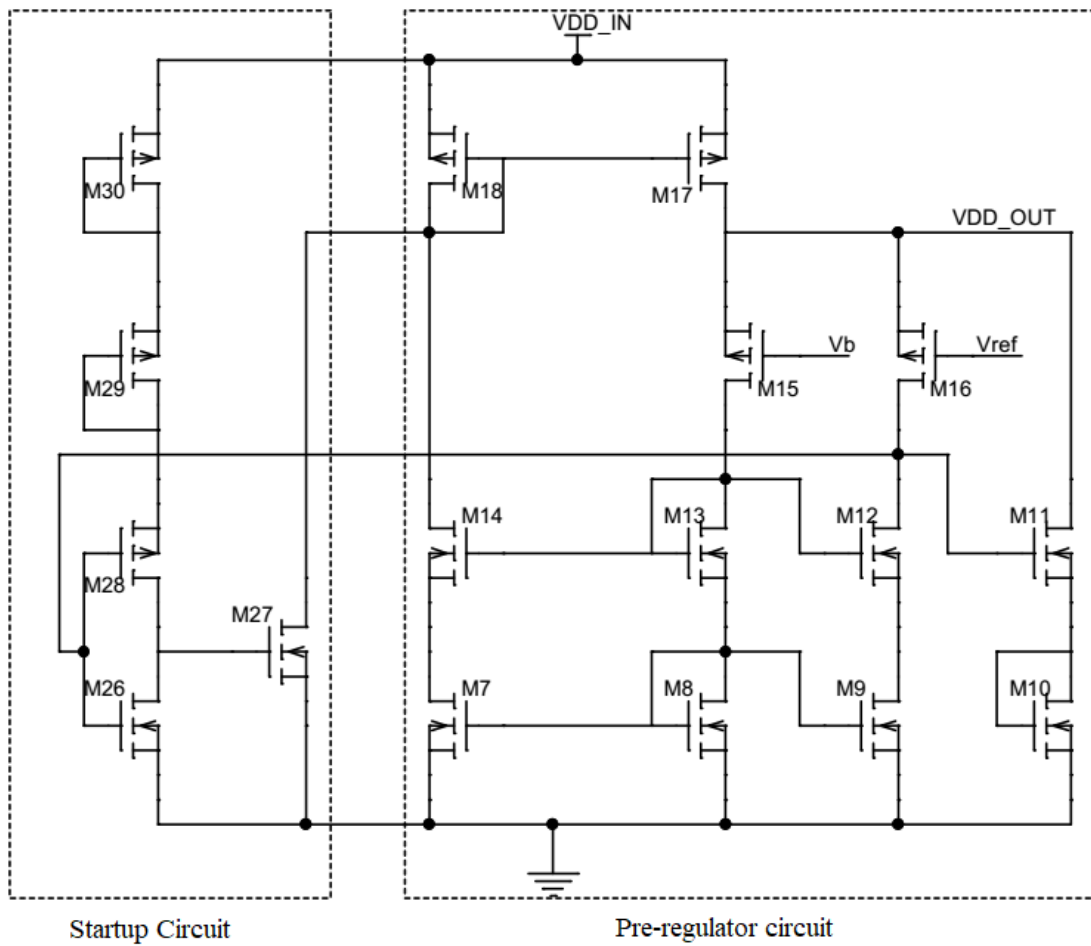 VDD_IN
M30
M18
M17
VDD_OUT
M29
Vb
Vref
M15
M16
M14
M13
M12
M11
M28
M27
M26
M7
M8
M9
M10
Startup Circuit
Pre-regulator circuit